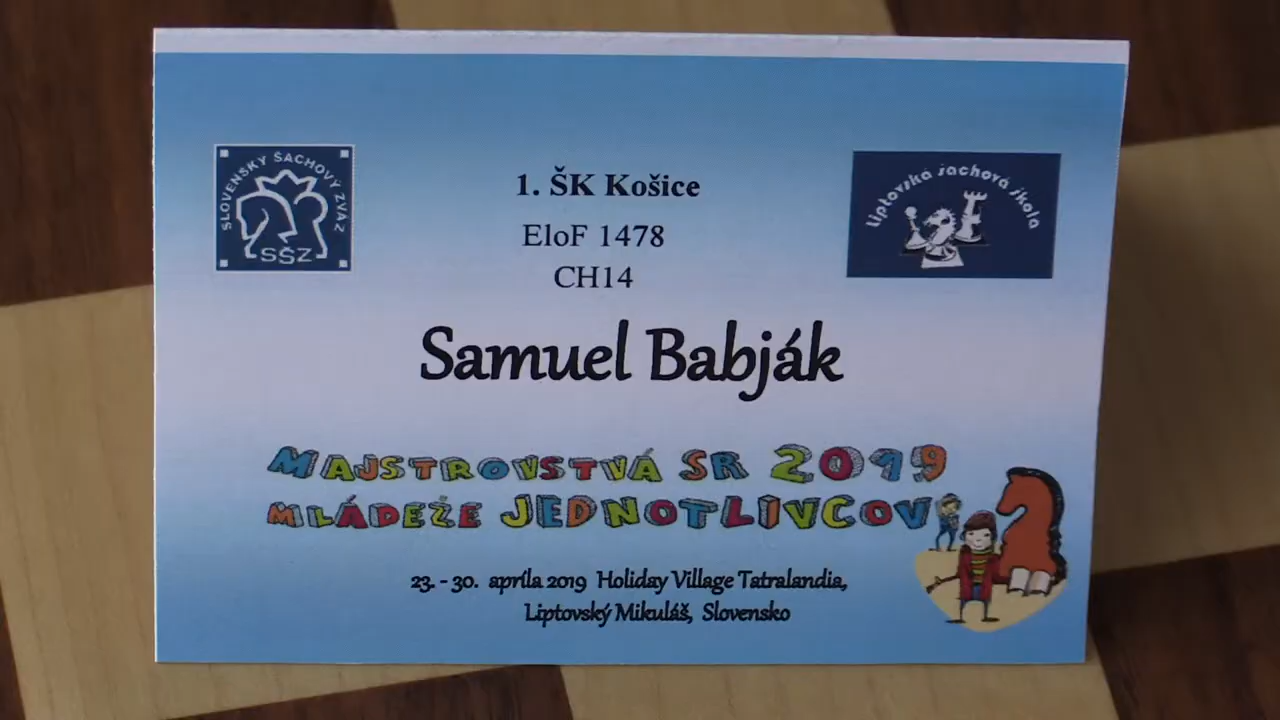 SLOVENSKÝ ŠACHOVÝ ZVÄZ
SŠZ
Liptovská šachová škola
1. ŠK Košice
EloF 1478
CH14
Samuel Babják
MAJSTROVSTVÁ SR 2019
MLÁDEŽE JEDNOTLIVCOV
23. - 30. apríla 2019 Holiday Village Tatralandia,
Liptovský Mikuláš, Slovensko